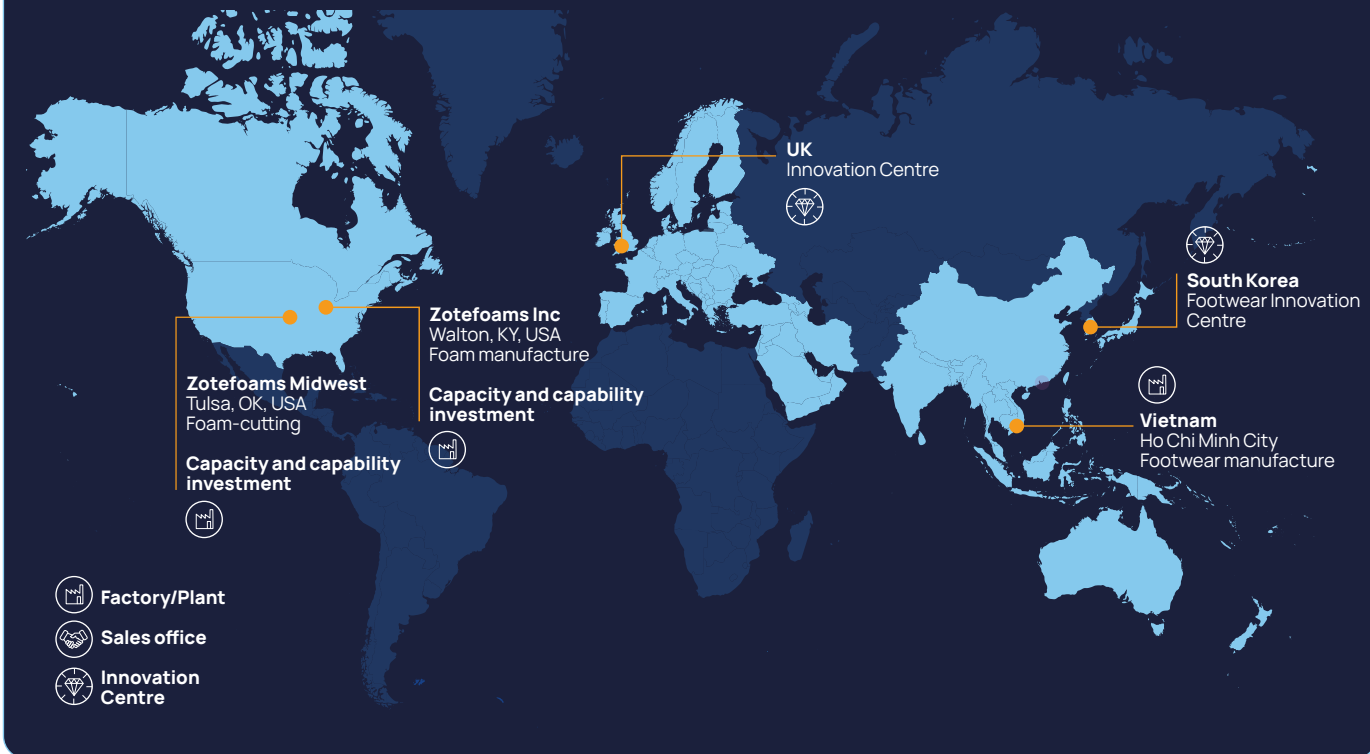 UK
Innovation Centre
South Korea
Footwear Innovation
Centre
Zotefoams Inc
Walton, KY, USA
Foam manufacture
Capacity and capability
investment
Zotefoams Midwest
Tulsa, OK, USA
Foam-cutting
Capacity and capability
investment
Vietnam
Ho Chi Minh City
Footwear manufacture
Factory/Plant
Sales office
Innovation
Centre